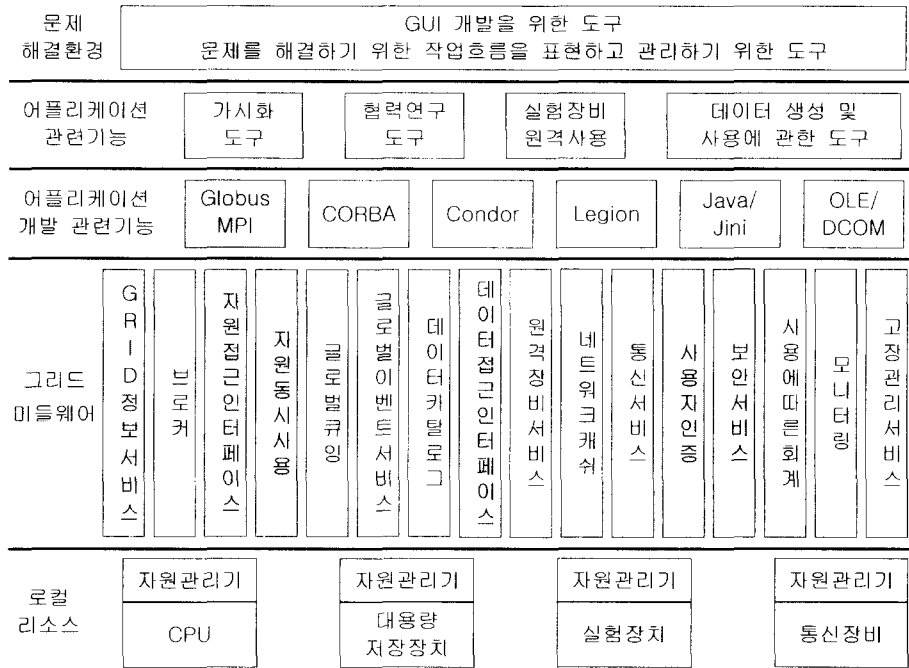 문제
해결환경
GUI 개발을 위한 도구
문제를 해결하기 위한 작업흐름을 표현하고 관리하기 위한 도구
어플리케이션
관련기능
가시화
도구
협력연구
도구
실험장비
원격사용
데이터 생성 및
사용에 관한 도구
어플리케이션
개발 관련기능
Globus
MPI
CORBA
Condor
Legion
Java/
Jini
OLE/
DCOM
그리드
미들웨어
GRID정보서비스
브로커
자원접근인터페이스
자원동시사용
글로벌큐잉
글로벌이벤트서비스
데이터카탈로그
데이터접근인터페이스
원격장비서비스
네트워크캐쉬
통신서비스
사용자인증
보안서비스
사용에따른회계
모니터링
고장관리서비스
로컬
리소스
자원관리기
CPU
자원관리기
대용량
저장장치
자원관리기
실험장치
자원관리기
통신장비